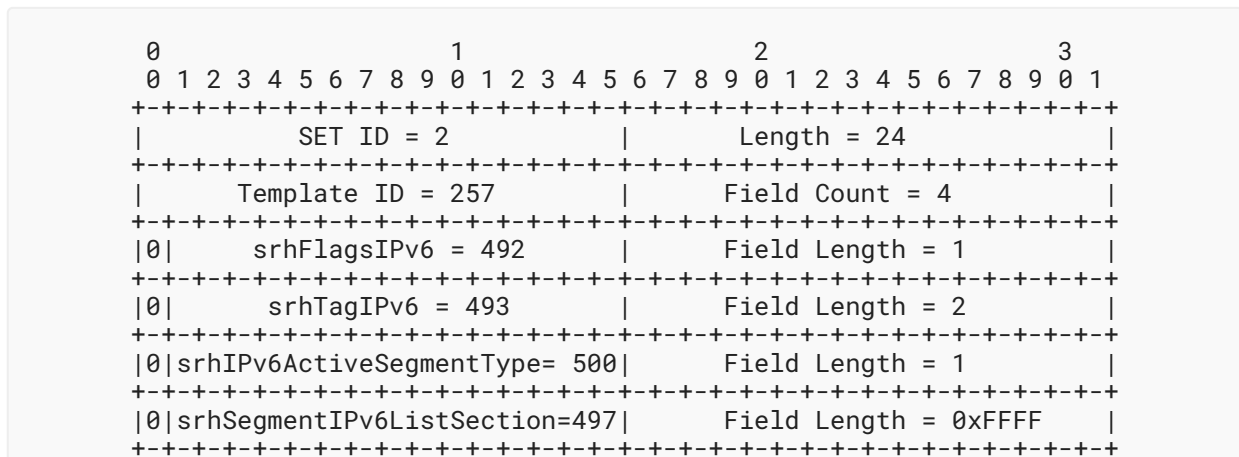 0                   1                   2                   3
 0 1 2 3 4 5 6 7 8 9 0 1 2 3 4 5 6 7 8 9 0 1 2 3 4 5 6 7 8 9 0 1
+-+-+-+-+-+-+-+-+-+-+-+-+-+-+-+-+-+-+-+-+-+-+-+-+-+-+-+-+-+-+-+-+
|          SET ID = 2           |       Length = 24             |
+-+-+-+-+-+-+-+-+-+-+-+-+-+-+-+-+-+-+-+-+-+-+-+-+-+-+-+-+-+-+-+-+
|      Template ID = 257        |      Field Count = 4          |
+-+-+-+-+-+-+-+-+-+-+-+-+-+-+-+-+-+-+-+-+-+-+-+-+-+-+-+-+-+-+-+-+
|0|     srhFlagsIPv6 = 492      |      Field Length = 1         |
+-+-+-+-+-+-+-+-+-+-+-+-+-+-+-+-+-+-+-+-+-+-+-+-+-+-+-+-+-+-+-+-+
|0|      srhTagIPv6 = 493       |      Field Length = 2         |
+-+-+-+-+-+-+-+-+-+-+-+-+-+-+-+-+-+-+-+-+-+-+-+-+-+-+-+-+-+-+-+-+
|0|srhIPv6ActiveSegmentType= 500|      Field Length = 1         |
+-+-+-+-+-+-+-+-+-+-+-+-+-+-+-+-+-+-+-+-+-+-+-+-+-+-+-+-+-+-+-+-+
|0|srhSegmentIPv6ListSection=497|      Field Length = 0xFFFF    |
+-+-+-+-+-+-+-+-+-+-+-+-+-+-+-+-+-+-+-+-+-+-+-+-+-+-+-+-+-+-+-+-+